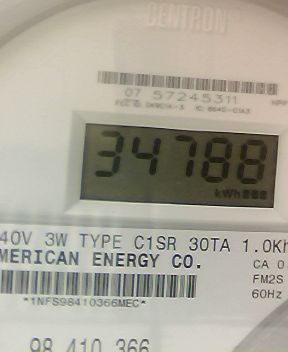 CENTRON
07 57245311
34788
kWh
40V 3W TYPE C1SR 30TA 1.0Kh
MERICAN ENERGY CO.
CA 0
FM2S
*1NFS98410366MEC*
60Hz
98 410 366